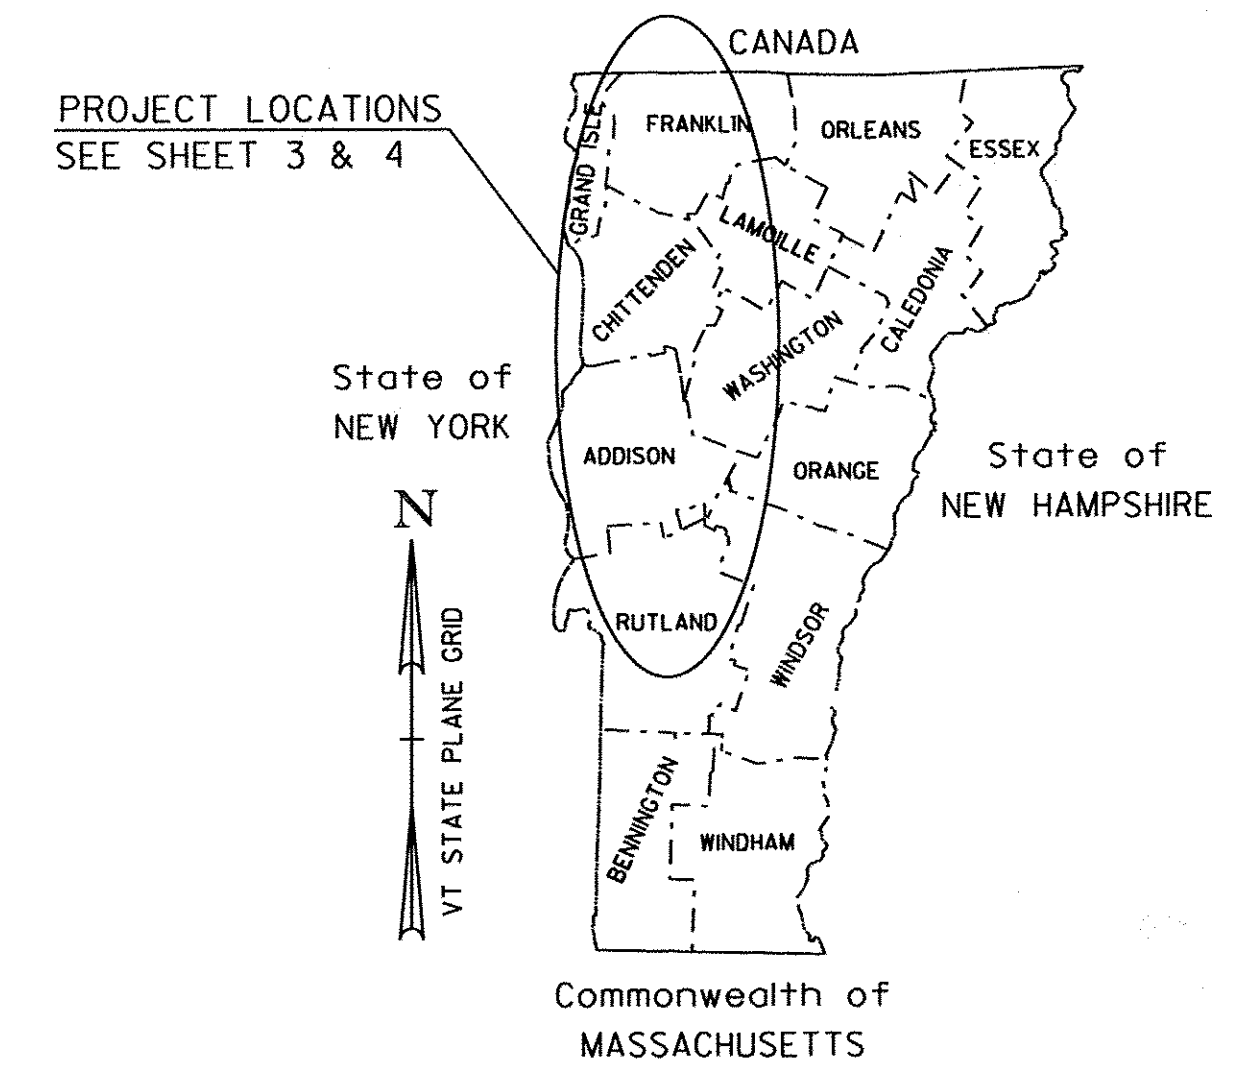 CANADA
PROJECT LOCATIONS
SEE SHEET 3 & 4
GRAND ISLE
FRANKLIN
ORLEANS
ESSEX
LAMOILLE
CHITTENDEN
CALEDONIA
WASHINGTON
State of
NEW YORK
ADDISON
ORANGE
State of
NEW HAMPSHIRE
N
VT STATE PLANE GRID
RUTLAND
WINDSOR
BENNINGTON
WINDHAM
Commonwealth of
MASSACHUSETTS